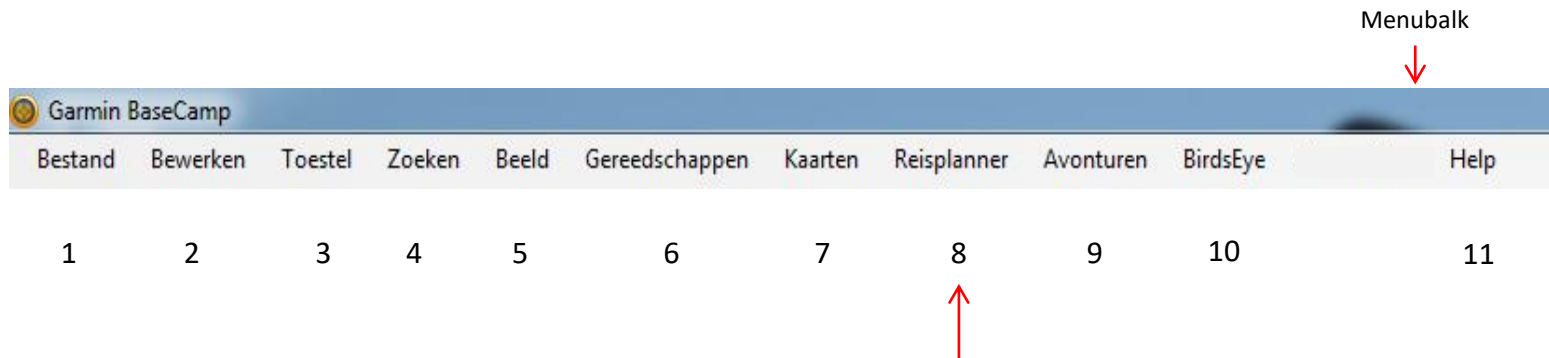 Menubalk
Garmin BaseCamp
Bestand Bewerken Toestel Zoeken Beeld Gereedschappen Kaarten Reisplanner Avonturen BirdsEye Help
1 2 3 4 5 6 7 8 9 10 11